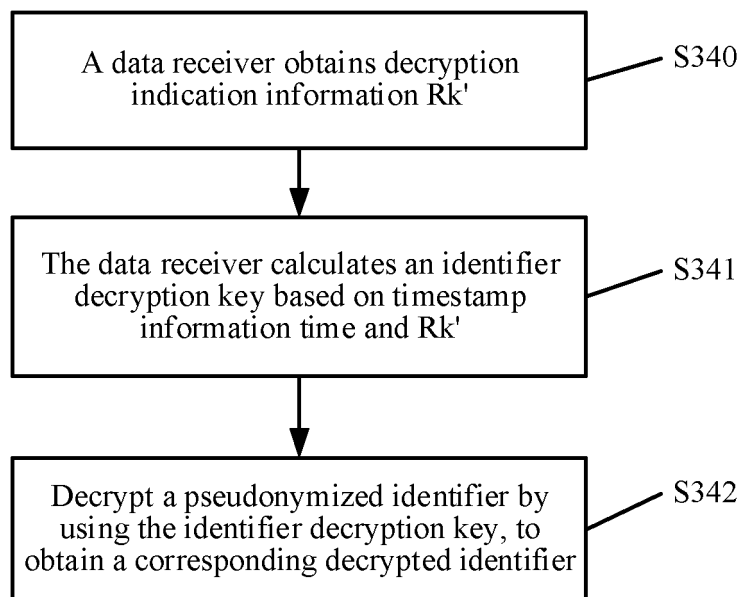 A data receiver obtains decryption
indication information Rk'
S340
The data receiver calculates an identifier
decryption key based on timestamp
information time and Rk'
S341
Decrypt a pseudonymized identifier by
using the identifier decryption key, to
obtain a corresponding decrypted identifier
S342